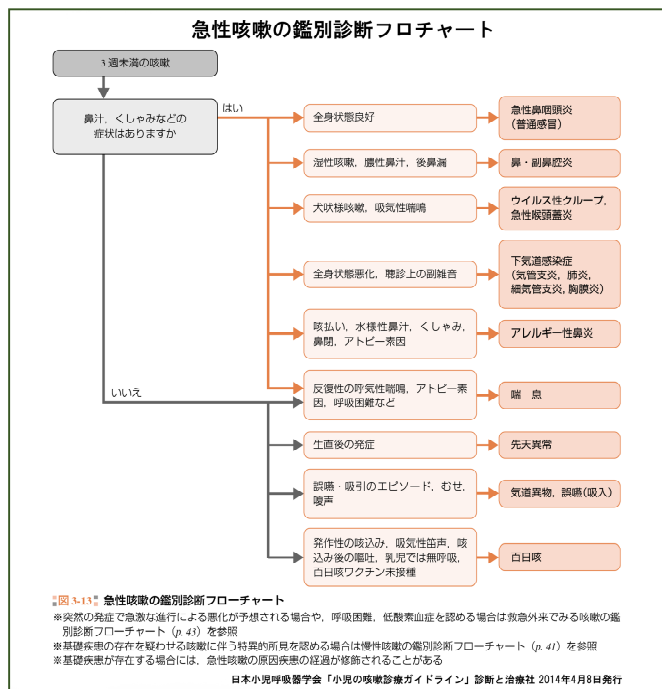 急性咳嗽の鑑別診断フロチャート
3週未満の咳嗽
鼻汁，くしゃみなどの
症状はありますか
はい
全身状態良好
急性鼻咽頭炎
(普通感冒)
湿性咳嗽，膿性鼻汁，後鼻漏
鼻・副鼻腔炎
犬吠様咳嗽，吸気性喘鳴
ウイルス性クループ，
急性喉頭蓋炎
全身状態悪化，聴診上の副雑音
下気道感染症
(気管支炎，肺炎，
細気管支炎，胸膜炎)
咳払い，水様性鼻汁，くしゃみ，
鼻閉，アトピー素因
アレルギー性鼻炎
いいえ
反復性の呼気性喘鳴，アトピー素
因，呼吸困難など
喘　息
生直後の発症
先天異常
誤嚥・吸引のエピソード，むせ，
嗄声
気道異物，誤嚥(吸入)
発作性の咳込み，吸気性笛声，咳
込み後の嘔吐，乳児では無呼吸，
百日咳ワクチン未接種
百日咳
図 3-13 急性咳嗽の鑑別診断フローチャート
※突然の発症で急激な進行による悪化が予想される場合や，呼吸困難，低酸素血症を認める場合は救急外来でみる咳嗽の鑑
別診断フローチャート（p. 43）を参照
※基礎疾患の存在を疑わせる咳嗽に伴う特異的所見を認める場合は慢性咳嗽の鑑別診断フローチャート（p. 41）を参照
※基礎疾患が存在する場合には，急性咳嗽の原因疾患の経過が修飾されることがある
日本小児呼吸器学会「小児の咳嗽診療ガイドライン」診断と治療社 2014年4月8日発行